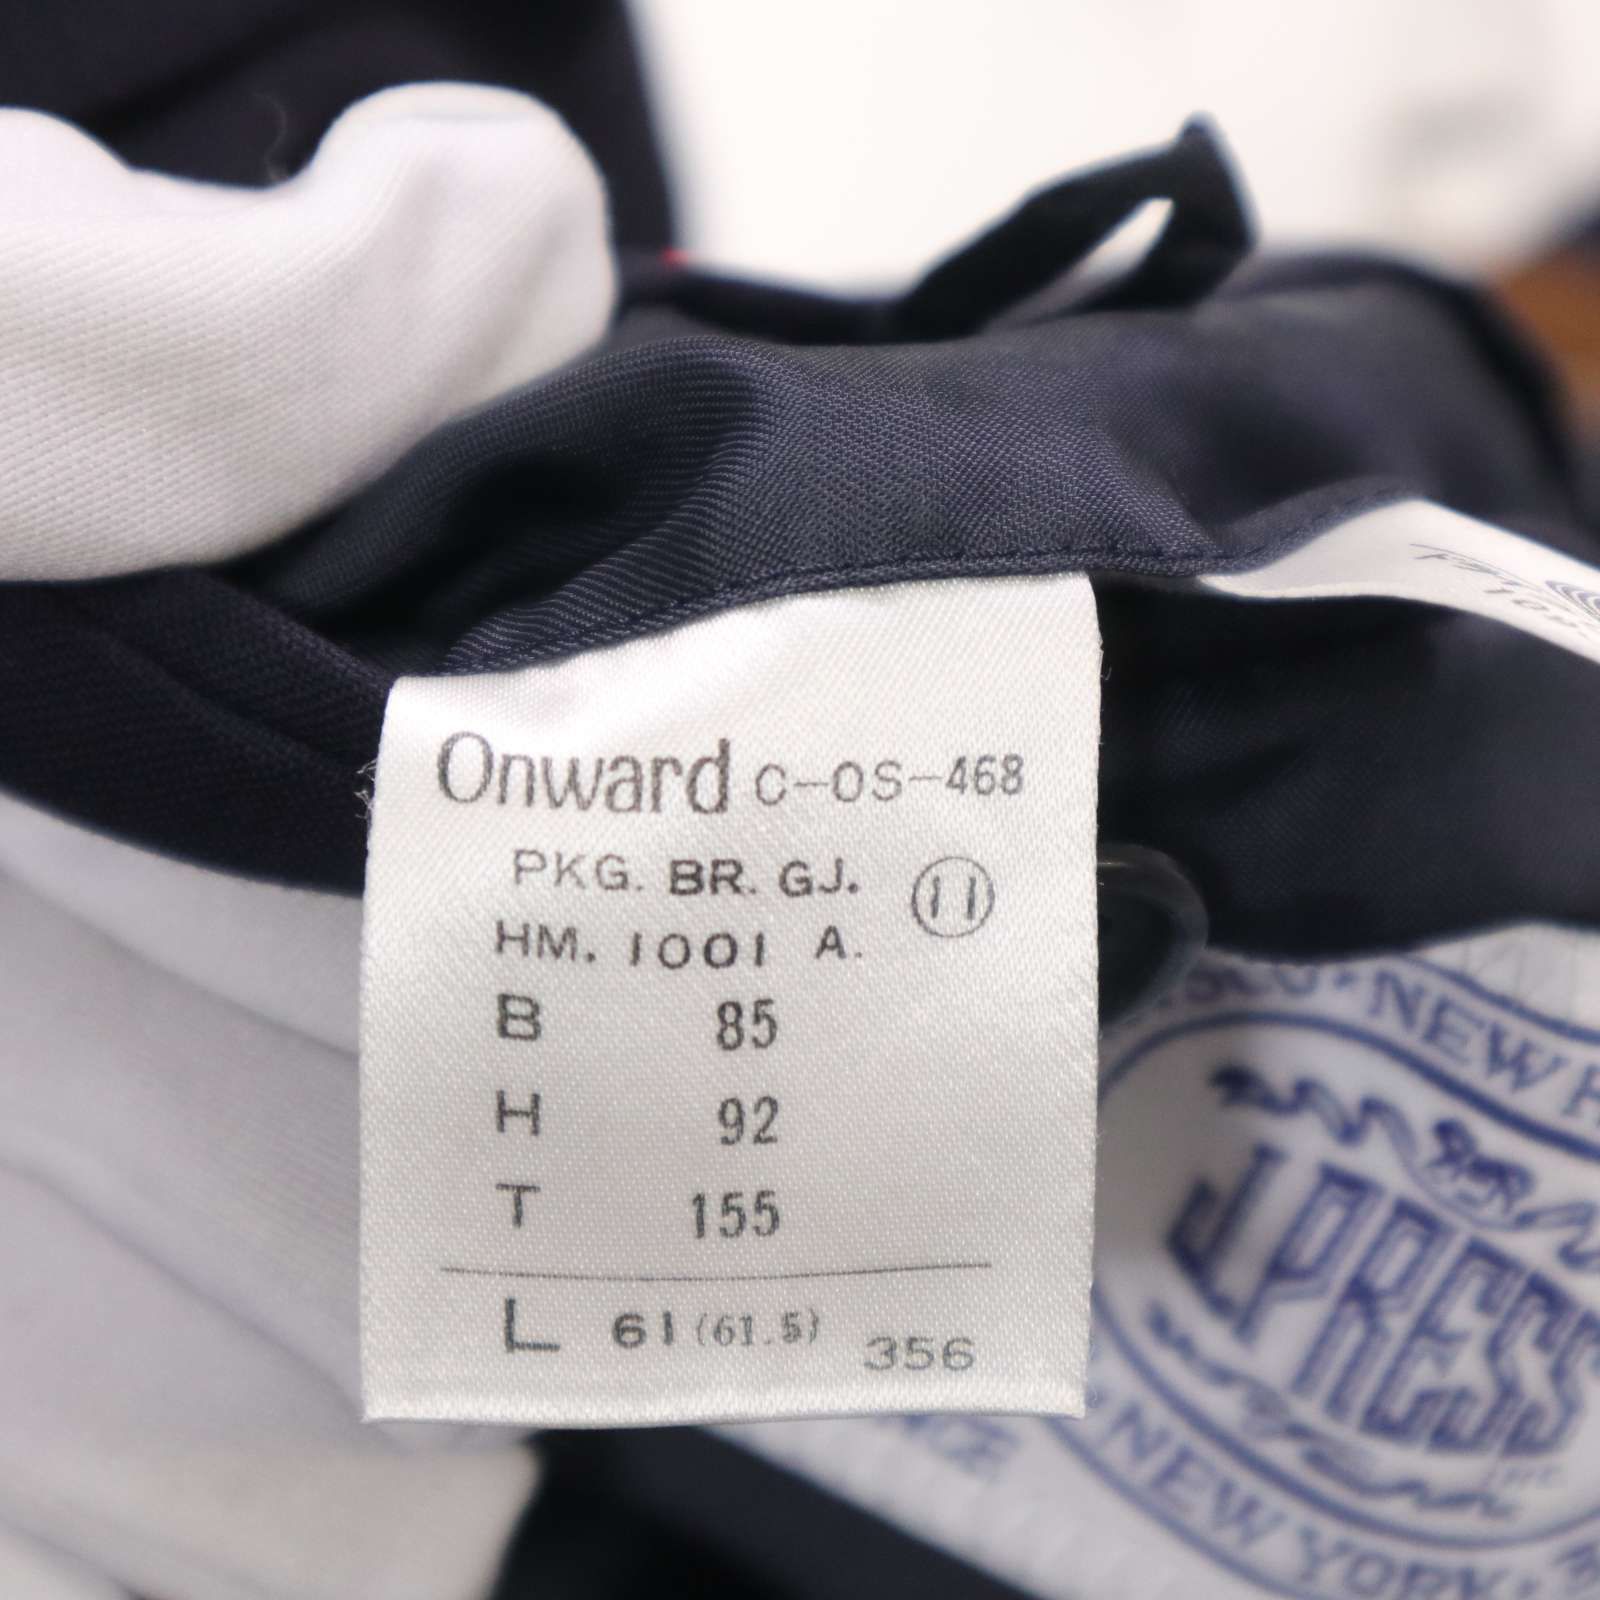 Onward C-OS-468
PKG. BR. GJ. 11
HM. 1001 A.
B 85
H 92
T 155
L 61 (61.5) 356
NEW
J.PRESS
INC.
NEW YORK